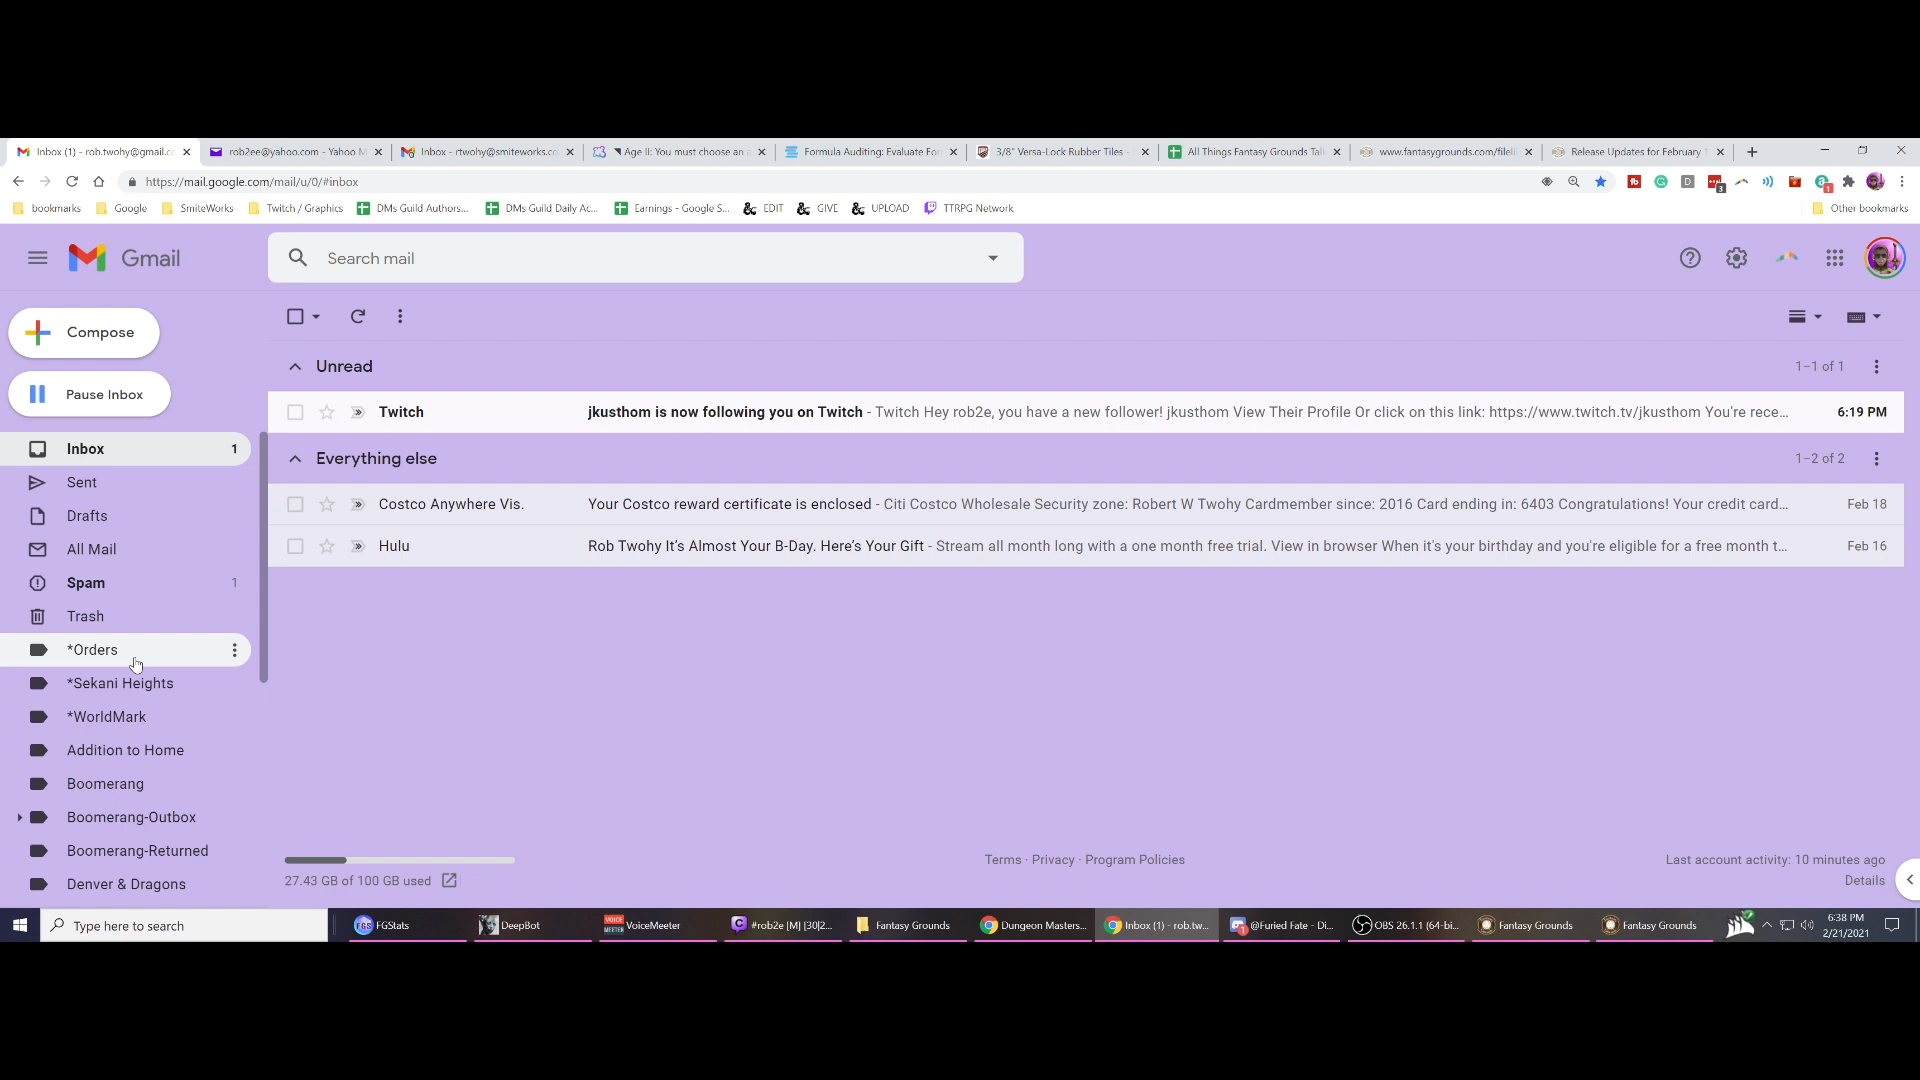 Inbox (1) - rob.twohy@gmail.c
rob2ee@yahoo.com - Yahoo M
Inbox - rtwohy@smiteworks.co
Age II: You must choose an a
Formula Auditing: Evaluate For
3/8" Versa-Lock Rubber Tiles -
All Things Fantasy Grounds Tal
www.fantasygrounds.com/fileli
Release Updates for February
https://mail.google.com/mail/u/0/#inbox
bookmarks
Google
SmiteWorks
Twitch / Graphics
DMs Guild Authors...
DMs Guild Daily Ac...
Earnings - Google S...
EDIT
GIVE
UPLOAD
TTRPG Network
Other bookmarks
Gmail
Search mail
Compose
Pause Inbox
Inbox 1
Sent
Drafts
All Mail
Spam 1
Trash
*Orders
*Sekani Heights
*WorldMark
Addition to Home
Boomerang
Boomerang-Outbox
Boomerang-Returned
Denver & Dragons
Unread 1–1 of 1
Twitch jkusthom is now following you on Twitch - Twitch Hey rob2e, you have a new follower! jkusthom View Their Profile Or click on this link: https://www.twitch.tv/jkusthom You're rece... 6:19 PM
Everything else 1–2 of 2
Costco Anywhere Vis. Your Costco reward certificate is enclosed - Citi Costco Wholesale Security zone: Robert W Twohy Cardmember since: 2016 Card ending in: 6403 Congratulations! Your credit card... Feb 18
Hulu Rob Twohy It's Almost Your B-Day. Here's Your Gift - Stream all month long with a one month free trial. View in browser When it's your birthday and you're eligible for a free month t... Feb 16
27.43 GB of 100 GB used
Terms · Privacy · Program Policies
Last account activity: 10 minutes ago
Details
Type here to search
FGS FGStats
DeepBot
VOICE MEETER VoiceMeeter
#rob2e [M] [30]2...
Fantasy Grounds
Dungeon Masters...
Inbox (1) - rob.tw...
1 @Furied Fate - Di...
OBS 26.1.1 (64-bi...
Fantasy Grounds
Fantasy Grounds
6:38 PM
2/21/2021